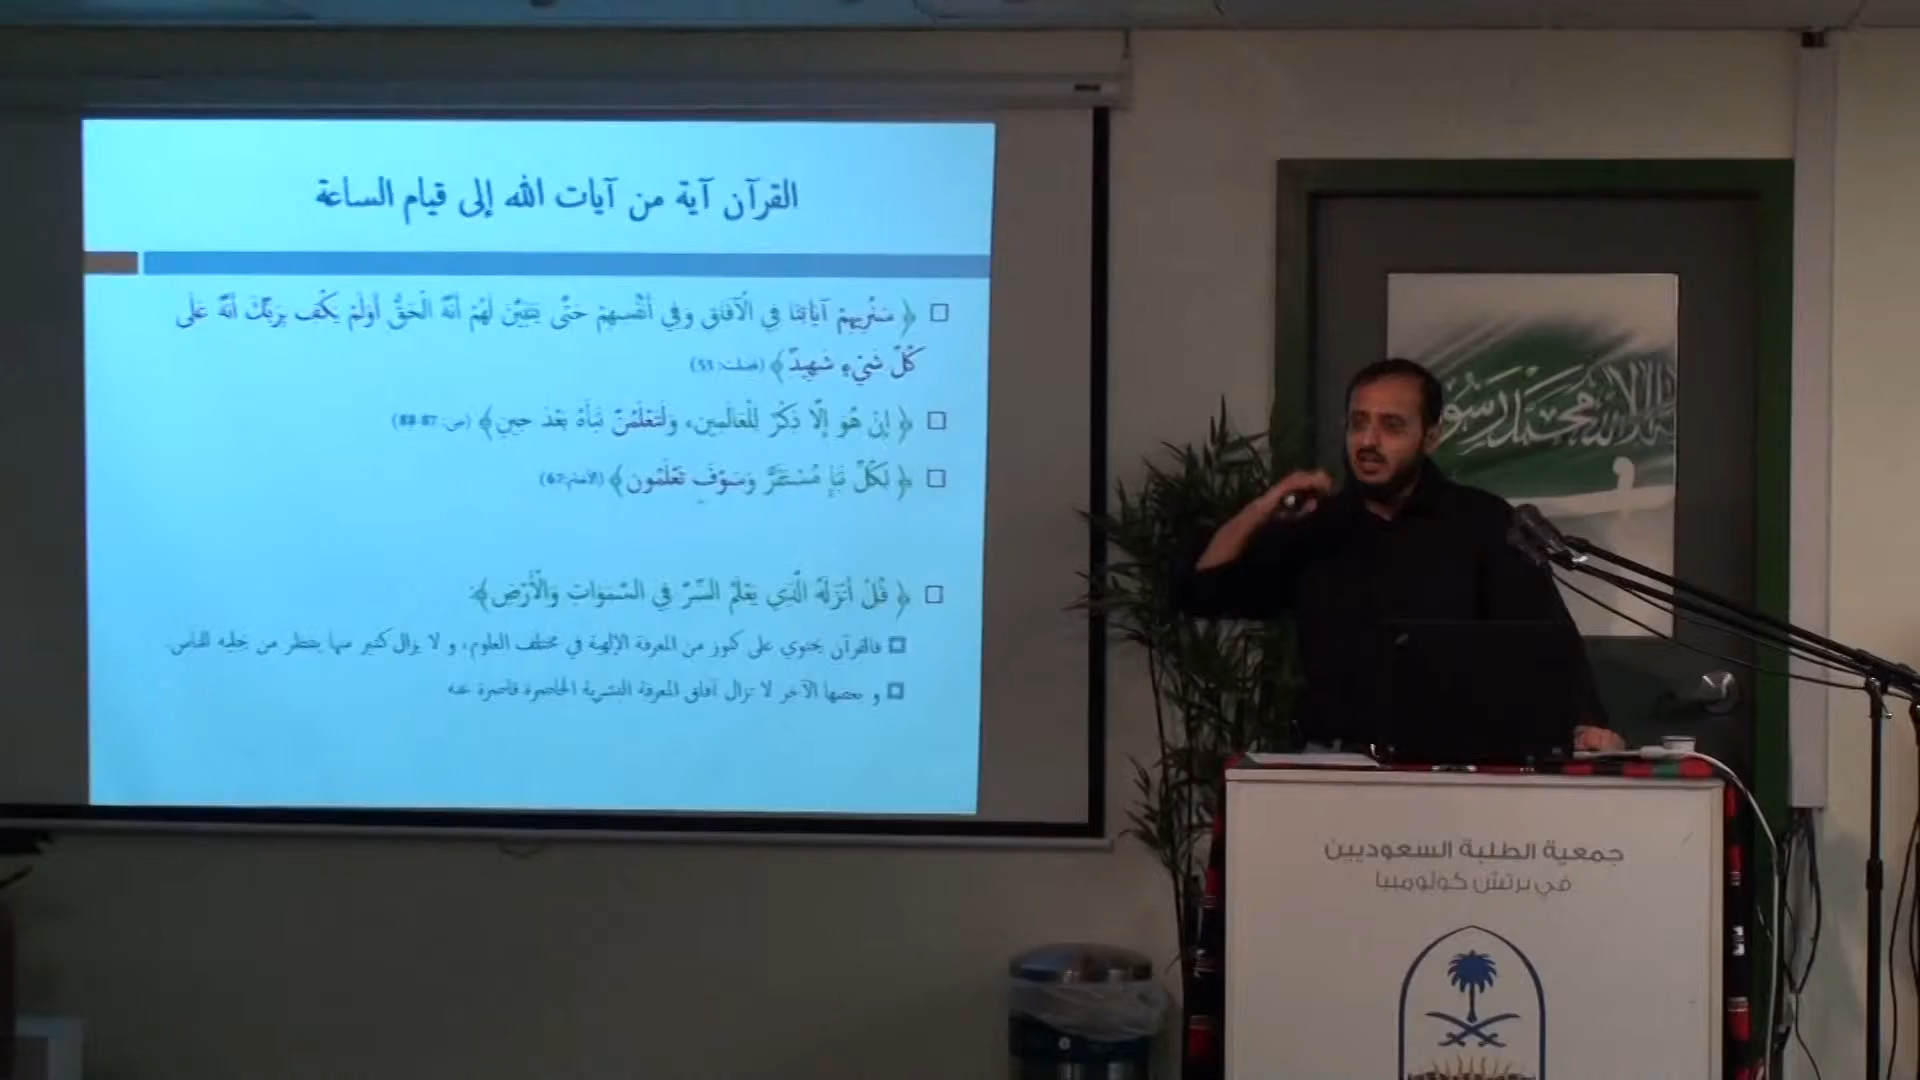 القرآن آية من آيات الله إلى قيام الساعة
﴿ سَنُرِيهِمْ آيَاتِنَا فِي الْآفَاقِ وَفِي أَنْفُسِهِمْ حَتَّى يَتَبَيَّنَ لَهُمْ أَنَّهُ الْحَقُّ أَوَلَمْ يَكْفِ بِرَبِّكَ أَنَّهُ عَلَى
كُلِّ شَيْءٍ شَهِيدٌ﴾ (فصلت: 53)
﴿ إِنْ هُوَ إِلَّا ذِكْرٌ لِلْعَالَمِينَ، وَلَتَعْلَمُنَّ نَبَأَهُ بَعْدَ حِينٍ﴾ (ص: 87-88)
﴿ لِكُلِّ نَبَإٍ مُسْتَقَرٌّ وَسَوْفَ تَعْلَمُون﴾ (الأنعام:67)
﴿ قُلْ أَنْزَلَهُ الَّذِي يَعْلَمُ السِّرَّ فِي السَّمَوَاتِ وَالْأَرْضِ﴾:
فالقرآن يحتوي على كنوز من المعرفة الإلهية في مختلف العلوم، و لا يزال كثير منها ينتظر من يجليه للناس.
و بعضها الآخر لا تزال آفاق المعرفة البشرية الحاضرة قاصرة عنه
جمعية الطلبة السعوديين
في برتش كولومبيا
محمد رسو